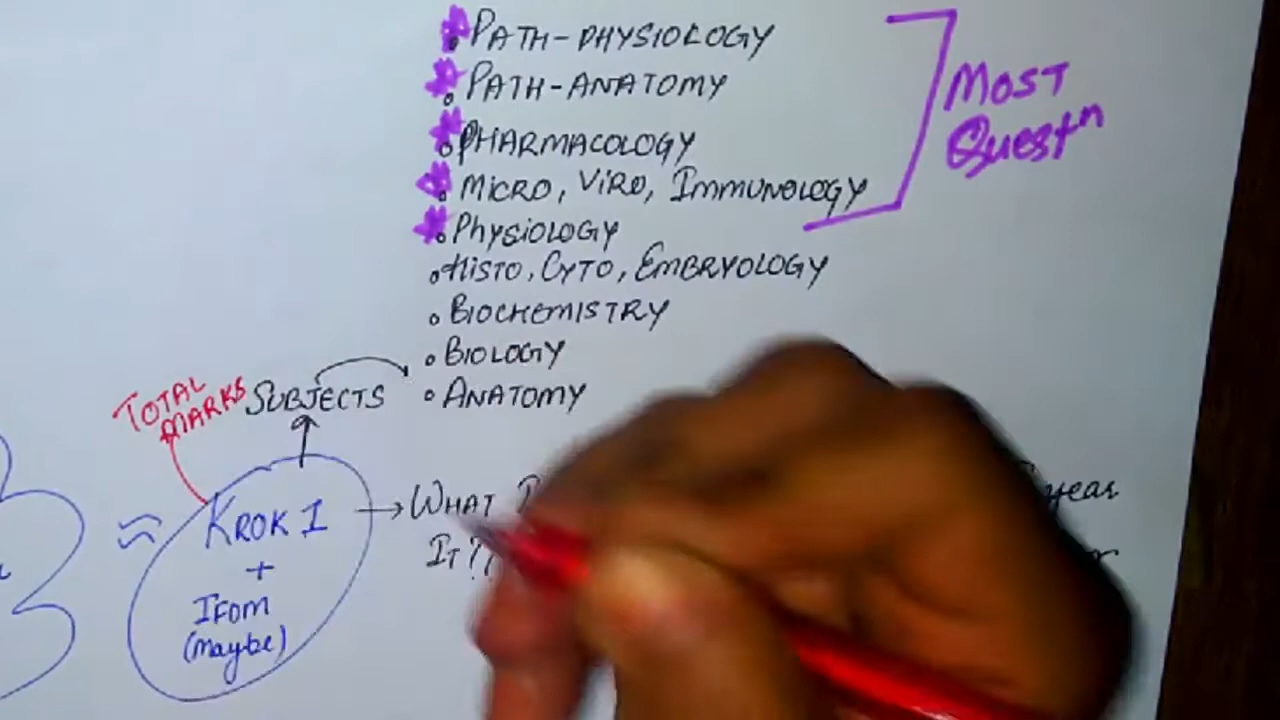 PATH-PHYSIOLOGY
PATH-ANATOMY
PHARMACOLOGY
MICRO, VIRO, IMMUNOLOGY
PHYSIOLOGY
HISTO, CYTO, EMBRYOLOGY
BIOCHEMISTRY
BIOLOGY
ANATOMY
MOST
Questn
TOTAL
MARKS
SUBJECTS
KROK 1
+
IFOM
(Maybe)
WHAT
IT??
year